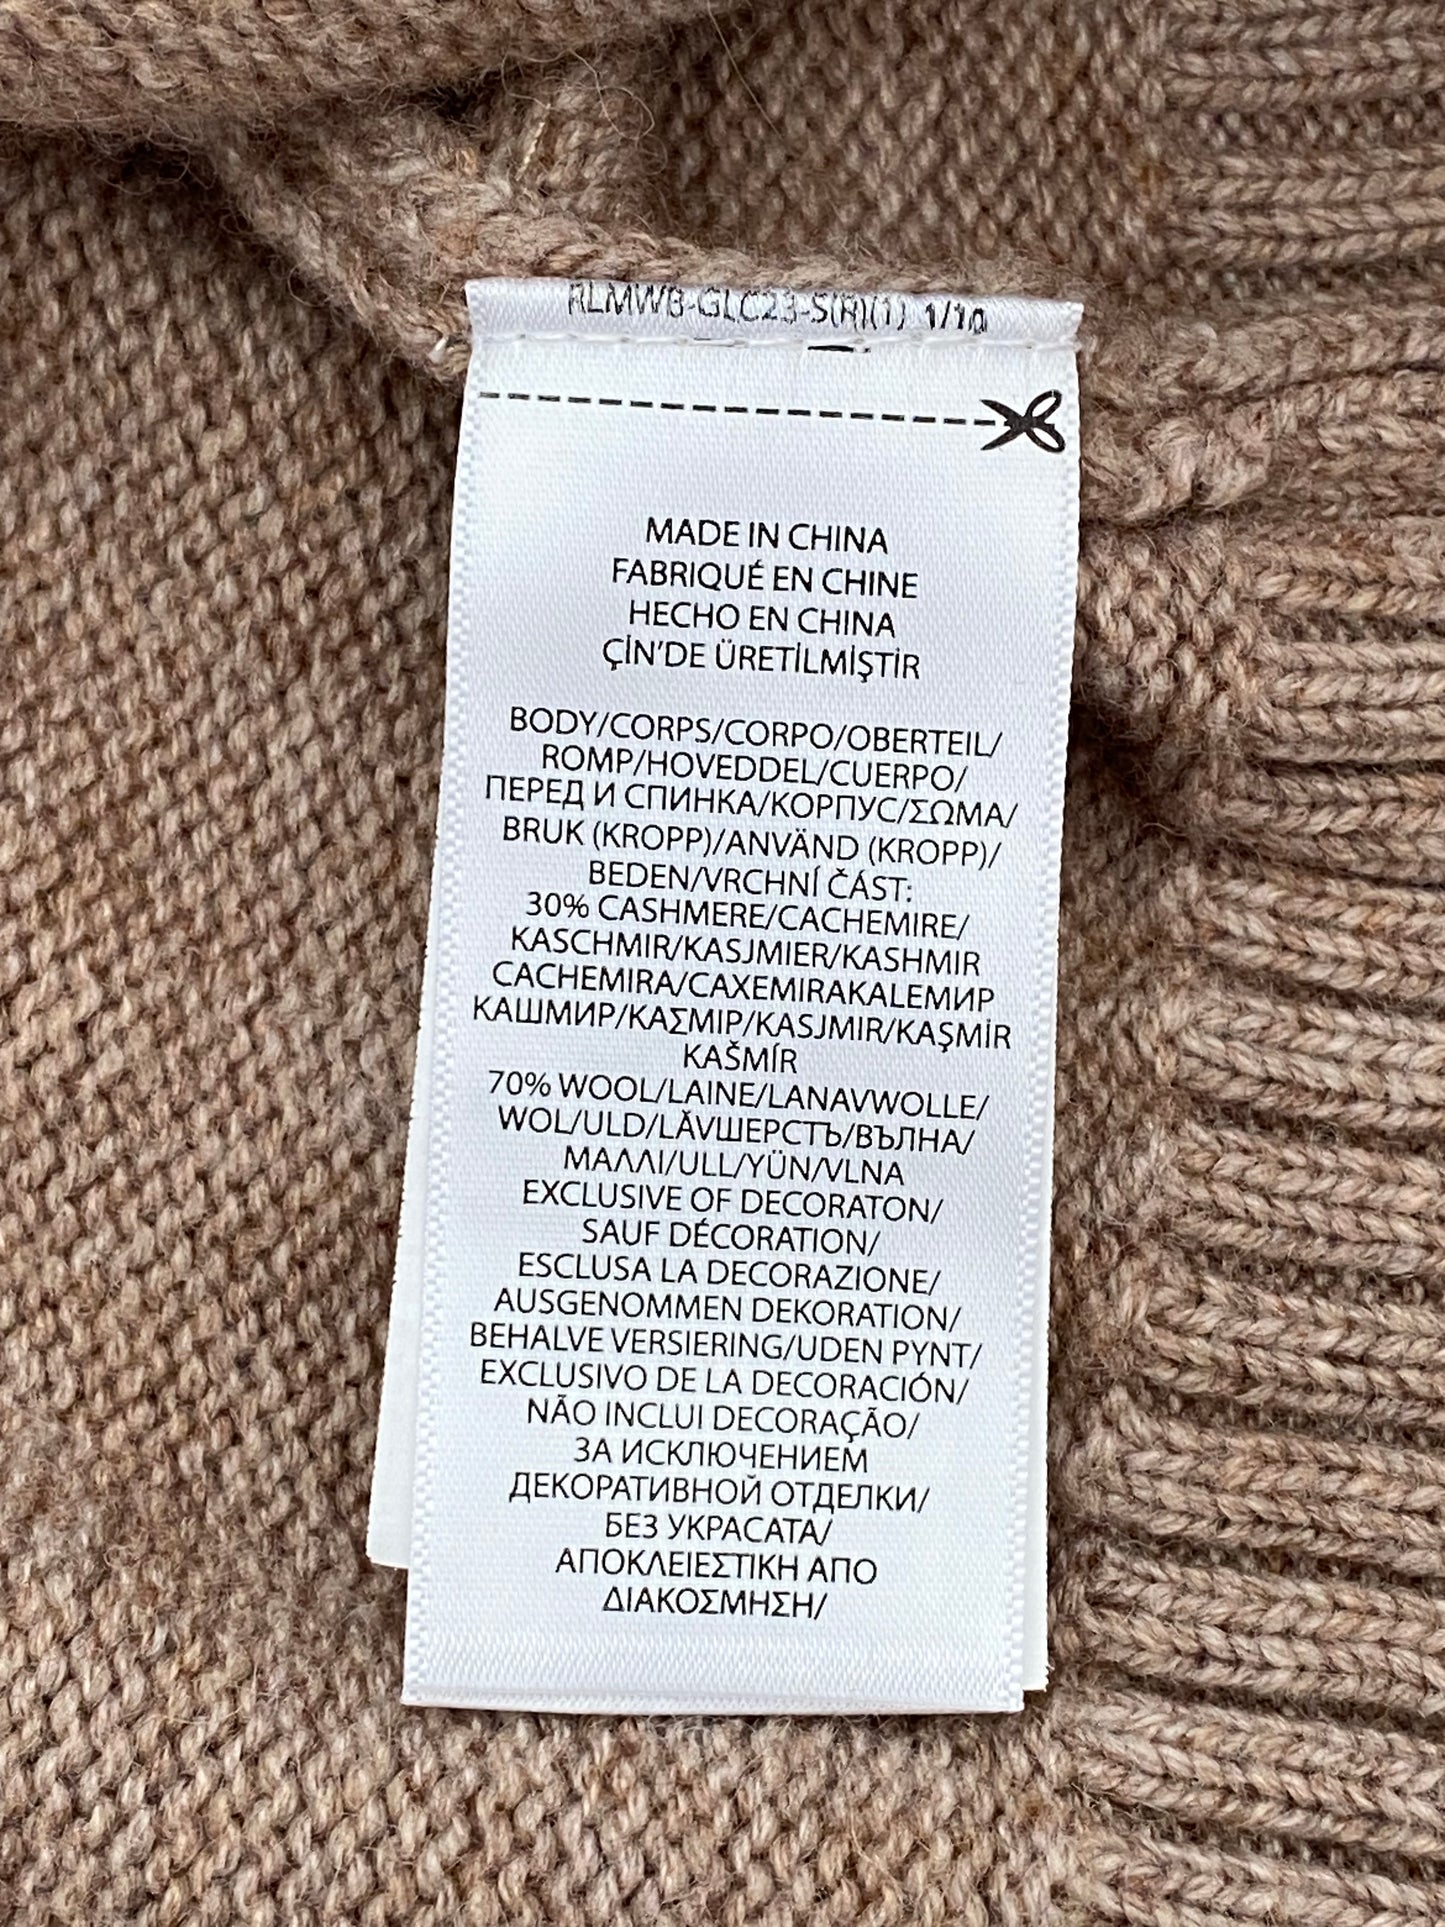 RLMWB-GLC23-S(R)(1) 1/10
MADE IN CHINA
FABRIQUÉ EN CHINE
HECHO EN CHINA
ÇİN'DE ÜRETİLMİŞTİR
BODY/CORPS/CORPO/OBERTEIL/
ROMP/HOVEDDEL/CUERPO/
ПЕРЕД И СПИНКА/КОРПУС/ΣΩΜΑ/
BRUK (KROPP)/ANVÄND (KROPP)/
BEDEN/VRCHNÍ ČÁST:
30% CASHMERE/CACHEMIRE/
KASCHMIR/KASJMIER/KASHMIR
CACHEMIRA/CAXEMIRAКАLЕМИР
КАШМИР/ΚΑΣΜΙΡ/KASJMIR/KAŞMİR
KAŠMÍR
70% WOOL/LAINE/LANAVWOLLE/
WOL/ULD/LĂVШЕРСТЬ/ВЪЛНА/
ΜΑΛΛΙ/ULL/YÜN/VLNA
EXCLUSIVE OF DECORATON/
SAUF DÉCORATION/
ESCLUSA LA DECORAZIONE/
AUSGENOMMEN DEKORATION/
BEHALVE VERSIERING/UDEN PYNT/
EXCLUSIVO DE LA DECORACIÓN/
NÃO INCLUI DECORAÇÃO/
ЗА ИСКЛЮЧЕНИЕМ
ДЕКОРАТИВНОЙ ОТДЕЛКИ/
БЕЗ УКРАСАТА/
ΑΠΟΚΛΕΙΕΣΤΙΚΗ ΑΠΟ
ΔΙΑΚΟΣΜΗΣΗ/